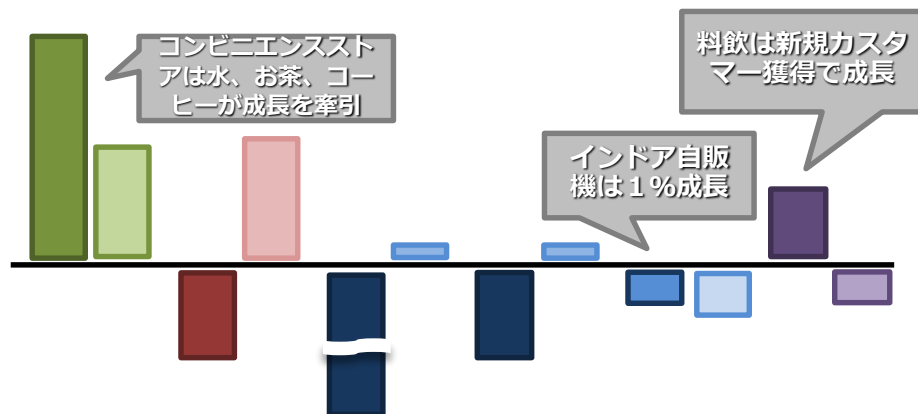 コンビニエンススト
アは水、お茶、コー
ヒーが成長を牽引
料飲は新規カスタ
マー獲得で成長
インドア自販
機は１％成長